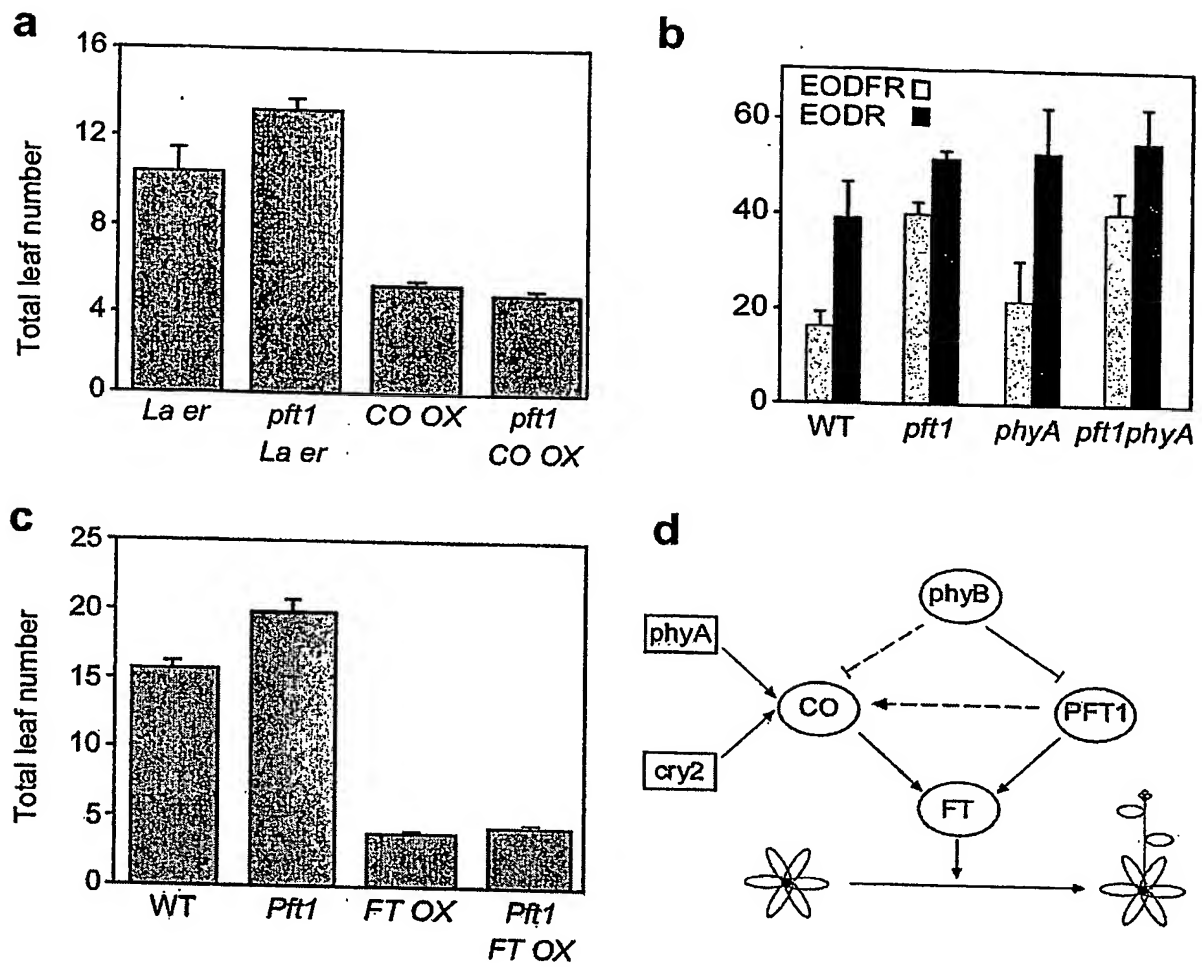 a
16
12
8
4
0
Total leaf number
La er
pft1
La er
CO OX
pft1
CO OX
b
EODFR
EODR
60
40
20
0
WT
pft1
phyA
pft1phyA
c
25
20
15
10
5
0
Total leaf number
WT
Pft1
FT OX
Pft1
FT OX
d
phyB
phyA
CO
PFT1
cry2
FT